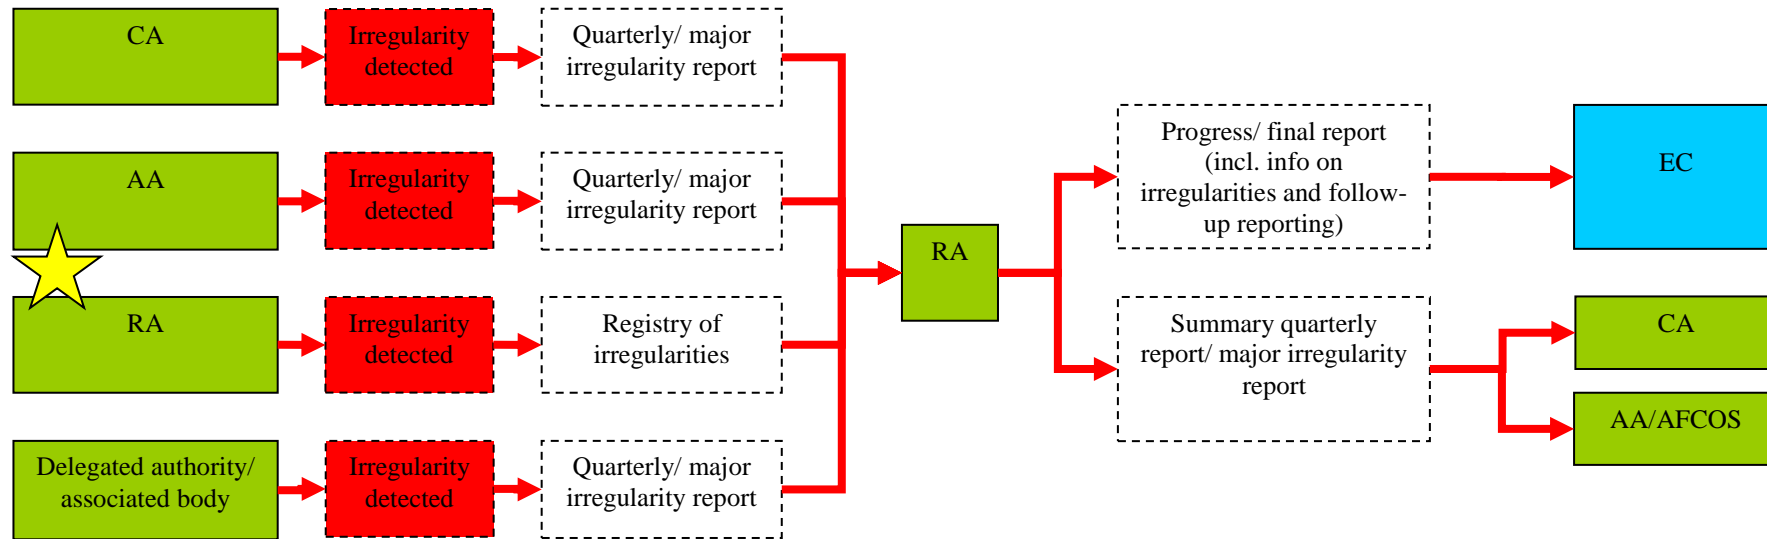 CA
Irregularity
detected
Quarterly/ major
irregularity report
AA
Irregularity
detected
Quarterly/ major
irregularity report
RA
Irregularity
detected
Registry of
irregularities
Delegated authority/
associated body
Irregularity
detected
Quarterly/ major
irregularity report
RA
Progress/ final report
(incl. info on
irregularities and follow-
up reporting)
EC
Summary quarterly
report/ major irregularity
report
CA
AA/AFCOS